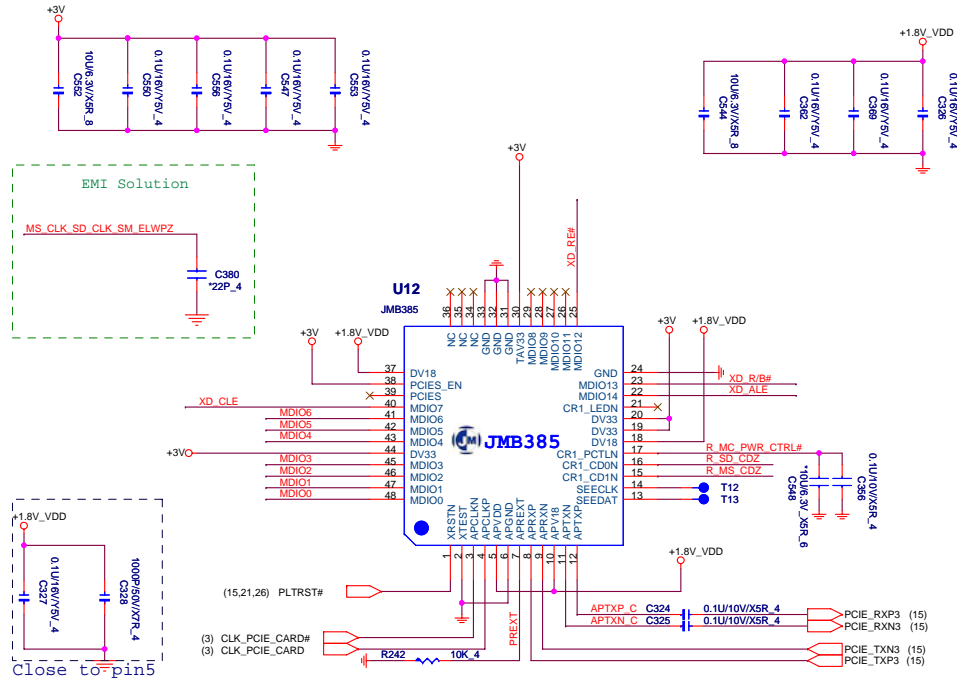 +3V
10U/6.3V/X5R_8
C552
0.1U/16V/Y5V_4
C550
0.1U/16V/Y5V_4
C556
0.1U/16V/Y5V_4
C547
0.1U/16V/Y5V_4
C553
+1.8V_VDD
10U/6.3V/X5R_8
C544
0.1U/16V/Y5V_4
C362
0.1U/16V/Y5V_4
C369
0.1U/16V/Y5V_4
C326
EMI Solution
MS_CLK_SD_CLK_SM_ELWPZ
C380
*22P_4
+3V
XD_RE#
U12
JMB385
36
35
34
33
32
31
30
29
28
27
26
25
NC
NC
NC
GND
GND
GND
TAV33
MDIO8
MDIO9
MDIO10
MDIO11
MDIO12
+3V
+1.8V_VDD
+3V
+1.8V_VDD
37 DV18
38 PCIES_EN
39 PCIES
XD_CLE 40 MDIO7
MDIO6 41 MDIO6
MDIO5 42 MDIO5
MDIO4 43 MDIO4
+3V 44 DV33
MDIO3 45 MDIO3
MDIO2 46 MDIO2
MDIO1 47 MDIO1
MDIO0 48 MDIO0
JM JMB385
GND 24
MDIO13 23 XD_R/B#
MDIO14 22 XD_ALE
CR1_LEDN 21
DV33 20
DV33 19
DV18 18
CR1_PCTLN 17 R_MC_PWR_CTRL#
CR1_CD0N 16 R_SD_CDZ
CR1_CD1N 15 R_MS_CDZ
SEECLK 14 T12
SEEDAT 13 T13
*10U/6.3V_X5R_6
C548
0.1U/10V/X5R_4
C356
XRSTN
XTEST
APCLKN
APCLKP
APVDD
APGND
APREXT
APRXP
APRXN
APV18
APTXN
APTXP
1
2
3
4
5
6
7
8
9
10
11
12
+1.8V_VDD
0.1U/16V/Y5V_4
C327
1000P/50V/X7R_4
C328
Close to pin5
+1.8V_VDD
(15,21,26) PLTRST#
(3) CLK_PCIE_CARD#
(3) CLK_PCIE_CARD
PREXT
R242 10K_4
APTXP_C C324 0.1U/10V/X5R_4 PCIE_RXP3 (15)
APTXN_C C325 0.1U/10V/X5R_4 PCIE_RXN3 (15)
PCIE_TXN3 (15)
PCIE_TXP3 (15)